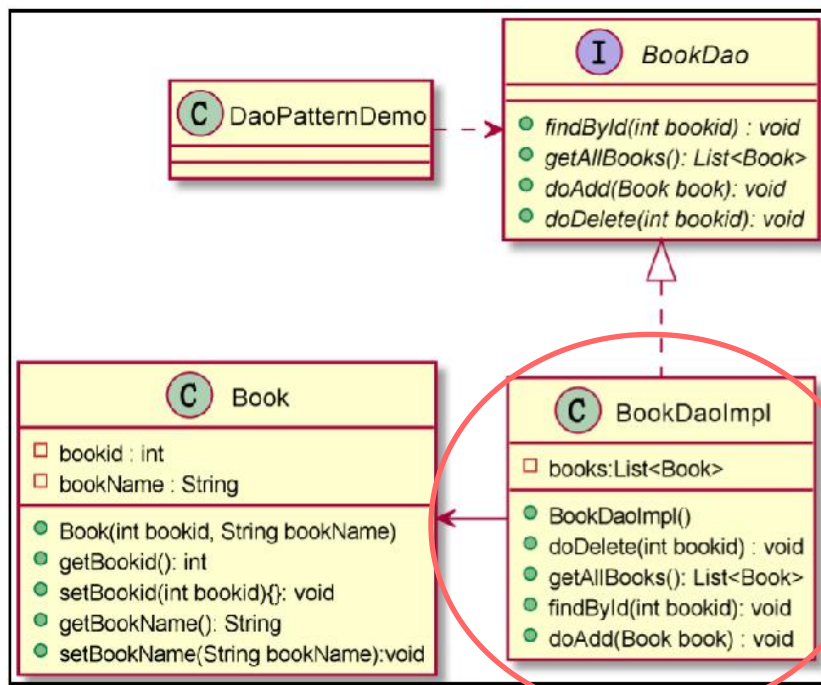 I BookDao
findById(int bookid) : void
getAllBooks(): List<Book>
doAdd(Book book): void
doDelete(int bookid): void
C DaoPatternDemo
C Book
bookid : int
bookName : String
Book(int bookid, String bookName)
getBookid(): int
setBookid(int bookid){}: void
getBookName(): String
setBookName(String bookName):void
C BookDaoImpl
books:List<Book>
BookDaoImpl()
doDelete(int bookid) : void
getAllBooks(): List<Book>
findById(int bookid): void
doAdd(Book book) : void